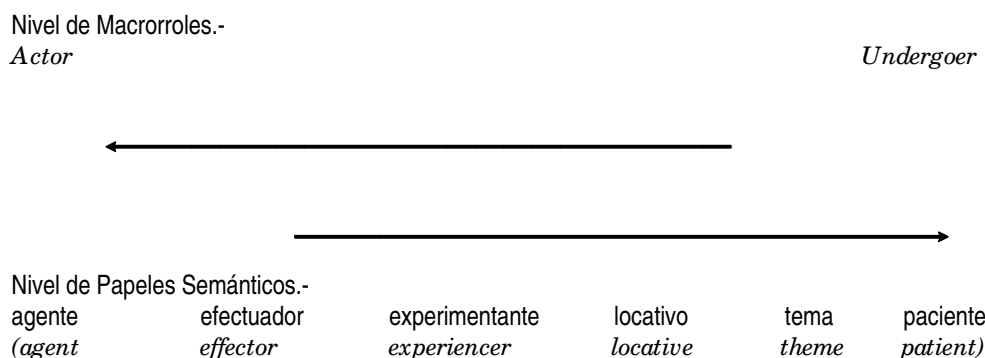 Nivel de Macrorroles.-
Actor Undergoer
Nivel de Papeles Semánticos.-
agente efectuador experimentante locativo tema paciente
(agent effector experiencer locative theme patient)